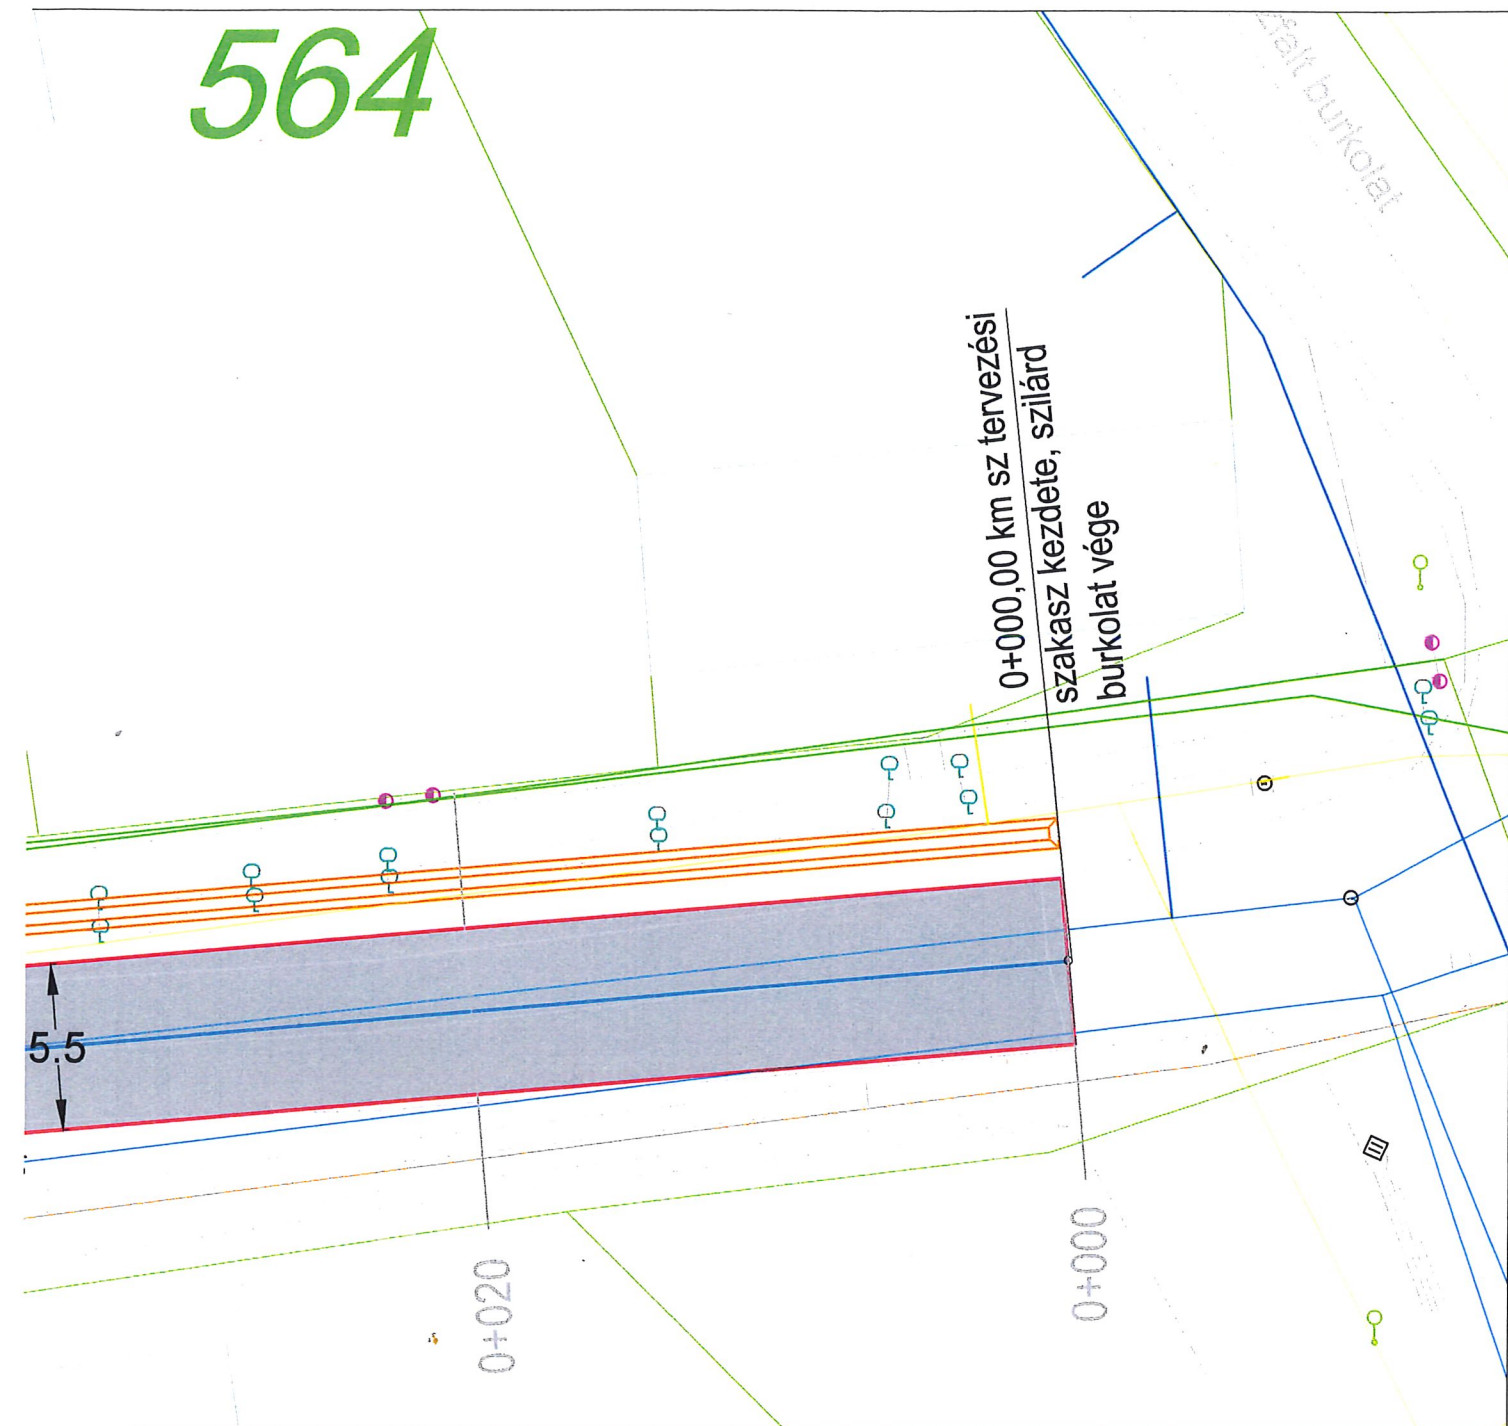 564
burkolat
0+000,00 km sz tervezési
szakasz kezdete, szilárd
burkolat vége
5.5
0+020
0+000